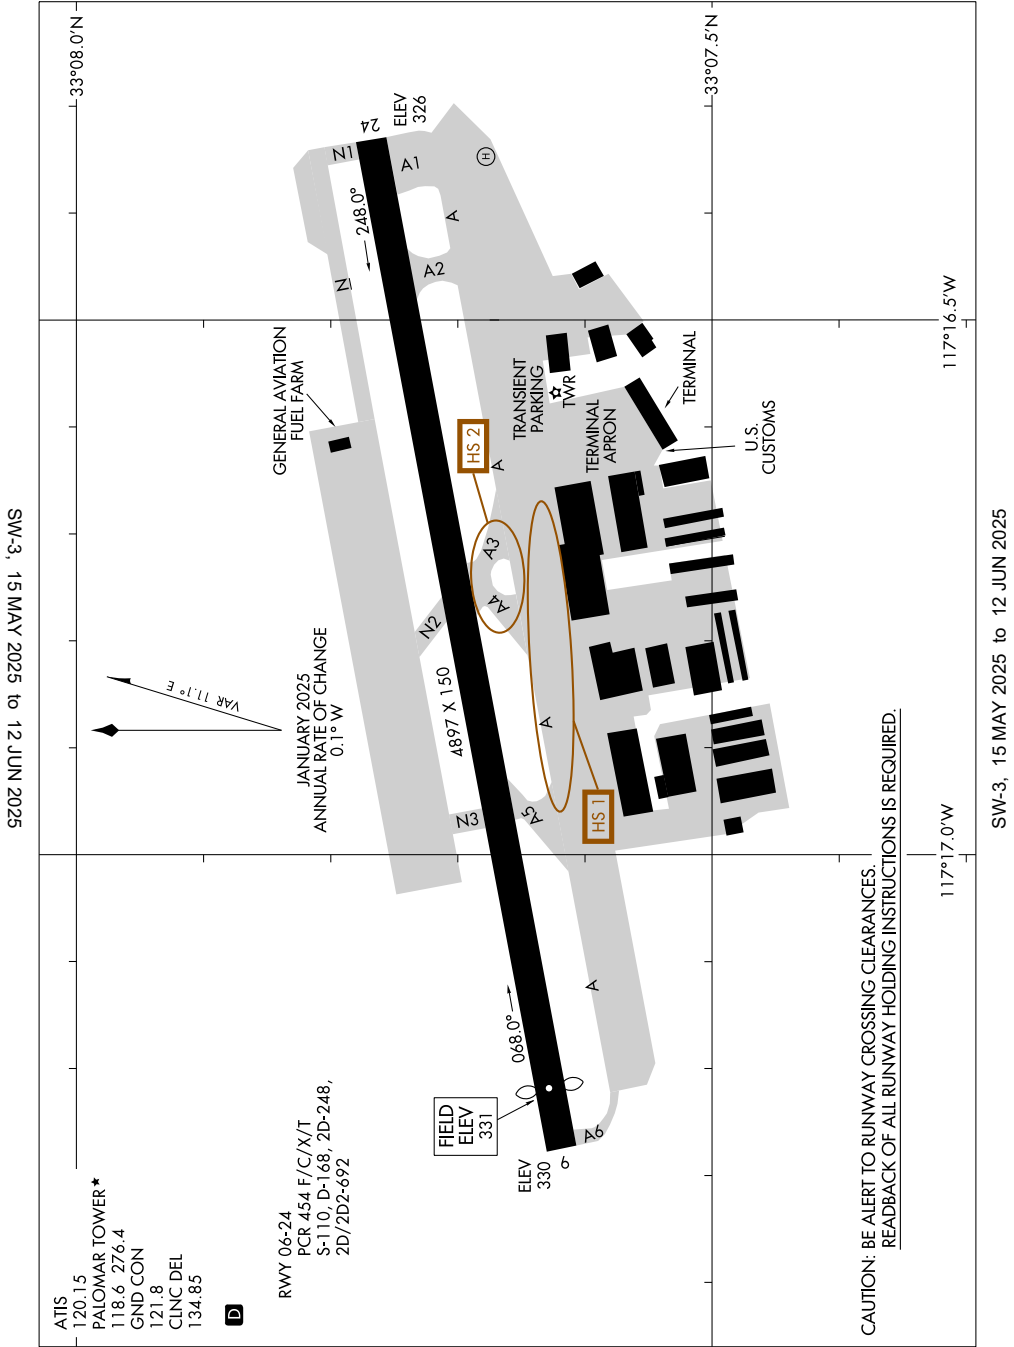 ATIS
120.15
PALOMAR TOWER★
118.6 276.4
GND CON
121.8
CLNC DEL
134.85
D
RWY 06-24
PCR 454 F/C/X/T
S-110, D-168, 2D-248,
2D/2D2-692
JANUARY 2025
ANNUAL RATE OF CHANGE
0.1° W
VAR 11.1° E
GENERAL AVIATION
FUEL FARM
33°08.0'N
33°07.5'N
117°16.5'W
117°17.0'W
N1
N
N2
N3
24
ELEV
326
248.0°
4897 X 150
068.0°
FIELD
ELEV
331
ELEV
330
6
A1
A
A2
H
HS 2
A
A3
A4
A
HS 1
A5
A
A6
TRANSIENT
PARKING
TWR
TERMINAL
APRON
TERMINAL
U.S.
CUSTOMS
CAUTION: BE ALERT TO RUNWAY CROSSING CLEARANCES.
READBACK OF ALL RUNWAY HOLDING INSTRUCTIONS IS REQUIRED.
SW-3, 15 MAY 2025 to 12 JUN 2025
SW-3, 15 MAY 2025 to 12 JUN 2025